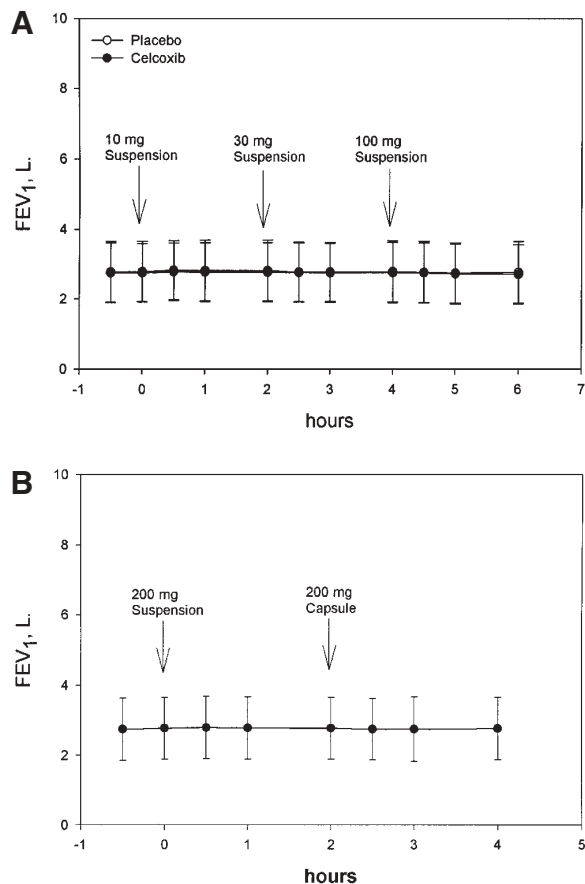 A
10
Placebo
Celcoxib
8
10 mg
Suspension
30 mg
Suspension
100 mg
Suspension
6
FEV1, L.
4
2
0
-1 0 1 2 3 4 5 6 7
hours
B
10
8
200 mg
Suspension
200 mg
Capsule
6
FEV1, L.
4
2
0
-1 0 1 2 3 4 5
hours